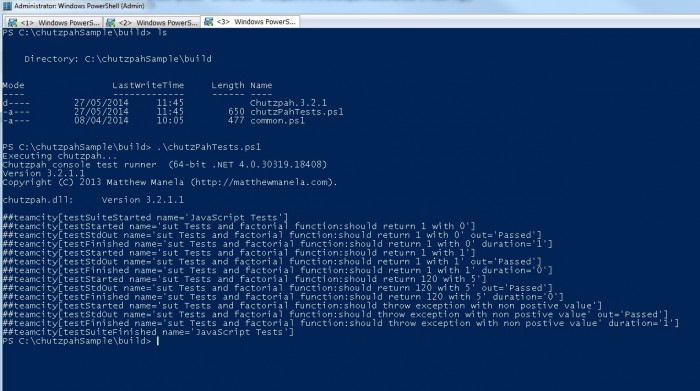 Administrator: Windows PowerShell (Admin)
<1> Windows PowerS... <2> Windows PowerS... <3> Windows PowerS...
PS C:\chutzpahSample\build> ls
Directory: C:\chutzpahSample\build
Mode LastWriteTime Length Name
---- ------------- ------ ----
d---- 27/05/2014 11:45 Chutzpah.3.2.1
-a--- 27/05/2014 11:45 650 chutzPahTests.ps1
-a--- 08/04/2014 10:05 477 common.ps1
PS C:\chutzpahSample\build> .\chutzPahTests.ps1
Executing chutzpah...
Chutzpah console test runner (64-bit .NET 4.0.30319.18408)
Version 3.2.1.1
Copyright (C) 2013 Matthew Manela (http://matthewmanela.com).
chutzpah.dll: Version 3.2.1.1
##teamcity[testSuiteStarted name='JavaScript Tests']
##teamcity[testStarted name='sut Tests and factorial function:should return 1 with 0']
##teamcity[testStdOut name='sut Tests and factorial function:should return 1 with 0' out='Passed']
##teamcity[testFinished name='sut Tests and factorial function:should return 1 with 0' duration='1']
##teamcity[testStarted name='sut Tests and factorial function:should return 1 with 1']
##teamcity[testStdOut name='sut Tests and factorial function:should return 1 with 1' out='Passed']
##teamcity[testFinished name='sut Tests and factorial function:should return 1 with 1' duration='0']
##teamcity[testStarted name='sut Tests and factorial function:should return 120 with 5']
##teamcity[testStdOut name='sut Tests and factorial function:should return 120 with 5' out='Passed']
##teamcity[testFinished name='sut Tests and factorial function:should return 120 with 5' duration='0']
##teamcity[testStarted name='sut Tests and factorial function:should throw exception with non postive value']
##teamcity[testStdOut name='sut Tests and factorial function:should throw exception with non postive value' out='Passed']
##teamcity[testFinished name='sut Tests and factorial function:should throw exception with non postive value' duration='1']
##teamcity[testSuiteFinished name='JavaScript Tests']
PS C:\chutzpahSample\build>